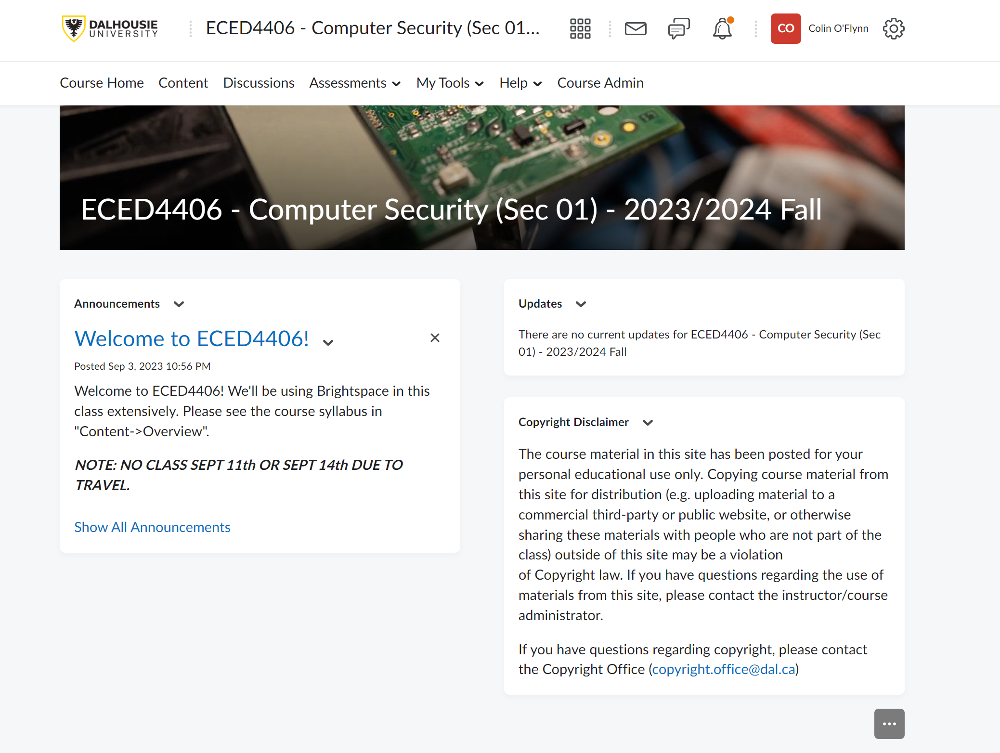 DALHOUSIE
UNIVERSITY
ECED4406 - Computer Security (Sec 01...
CO
Colin O'Flynn
Course Home
Content
Discussions
Assessments
My Tools
Help
Course Admin
ECED4406 - Computer Security (Sec 01) - 2023/2024 Fall
Announcements
Welcome to ECED4406!
Posted Sep 3, 2023 10:56 PM
Welcome to ECED4406! We'll be using Brightspace in this
class extensively. Please see the course syllabus in
"Content->Overview".
NOTE: NO CLASS SEPT 11th OR SEPT 14th DUE TO
TRAVEL.
Show All Announcements
Updates
There are no current updates for ECED4406 - Computer Security (Sec
01) - 2023/2024 Fall
Copyright Disclaimer
The course material in this site has been posted for your
personal educational use only. Copying course material from
this site for distribution (e.g. uploading material to a
commercial third-party or public website, or otherwise
sharing these materials with people who are not part of the
class) outside of this site may be a violation
of Copyright law. If you have questions regarding the use of
materials from this site, please contact the instructor/course
administrator.
If you have questions regarding copyright, please contact
the Copyright Office (copyright.office@dal.ca)